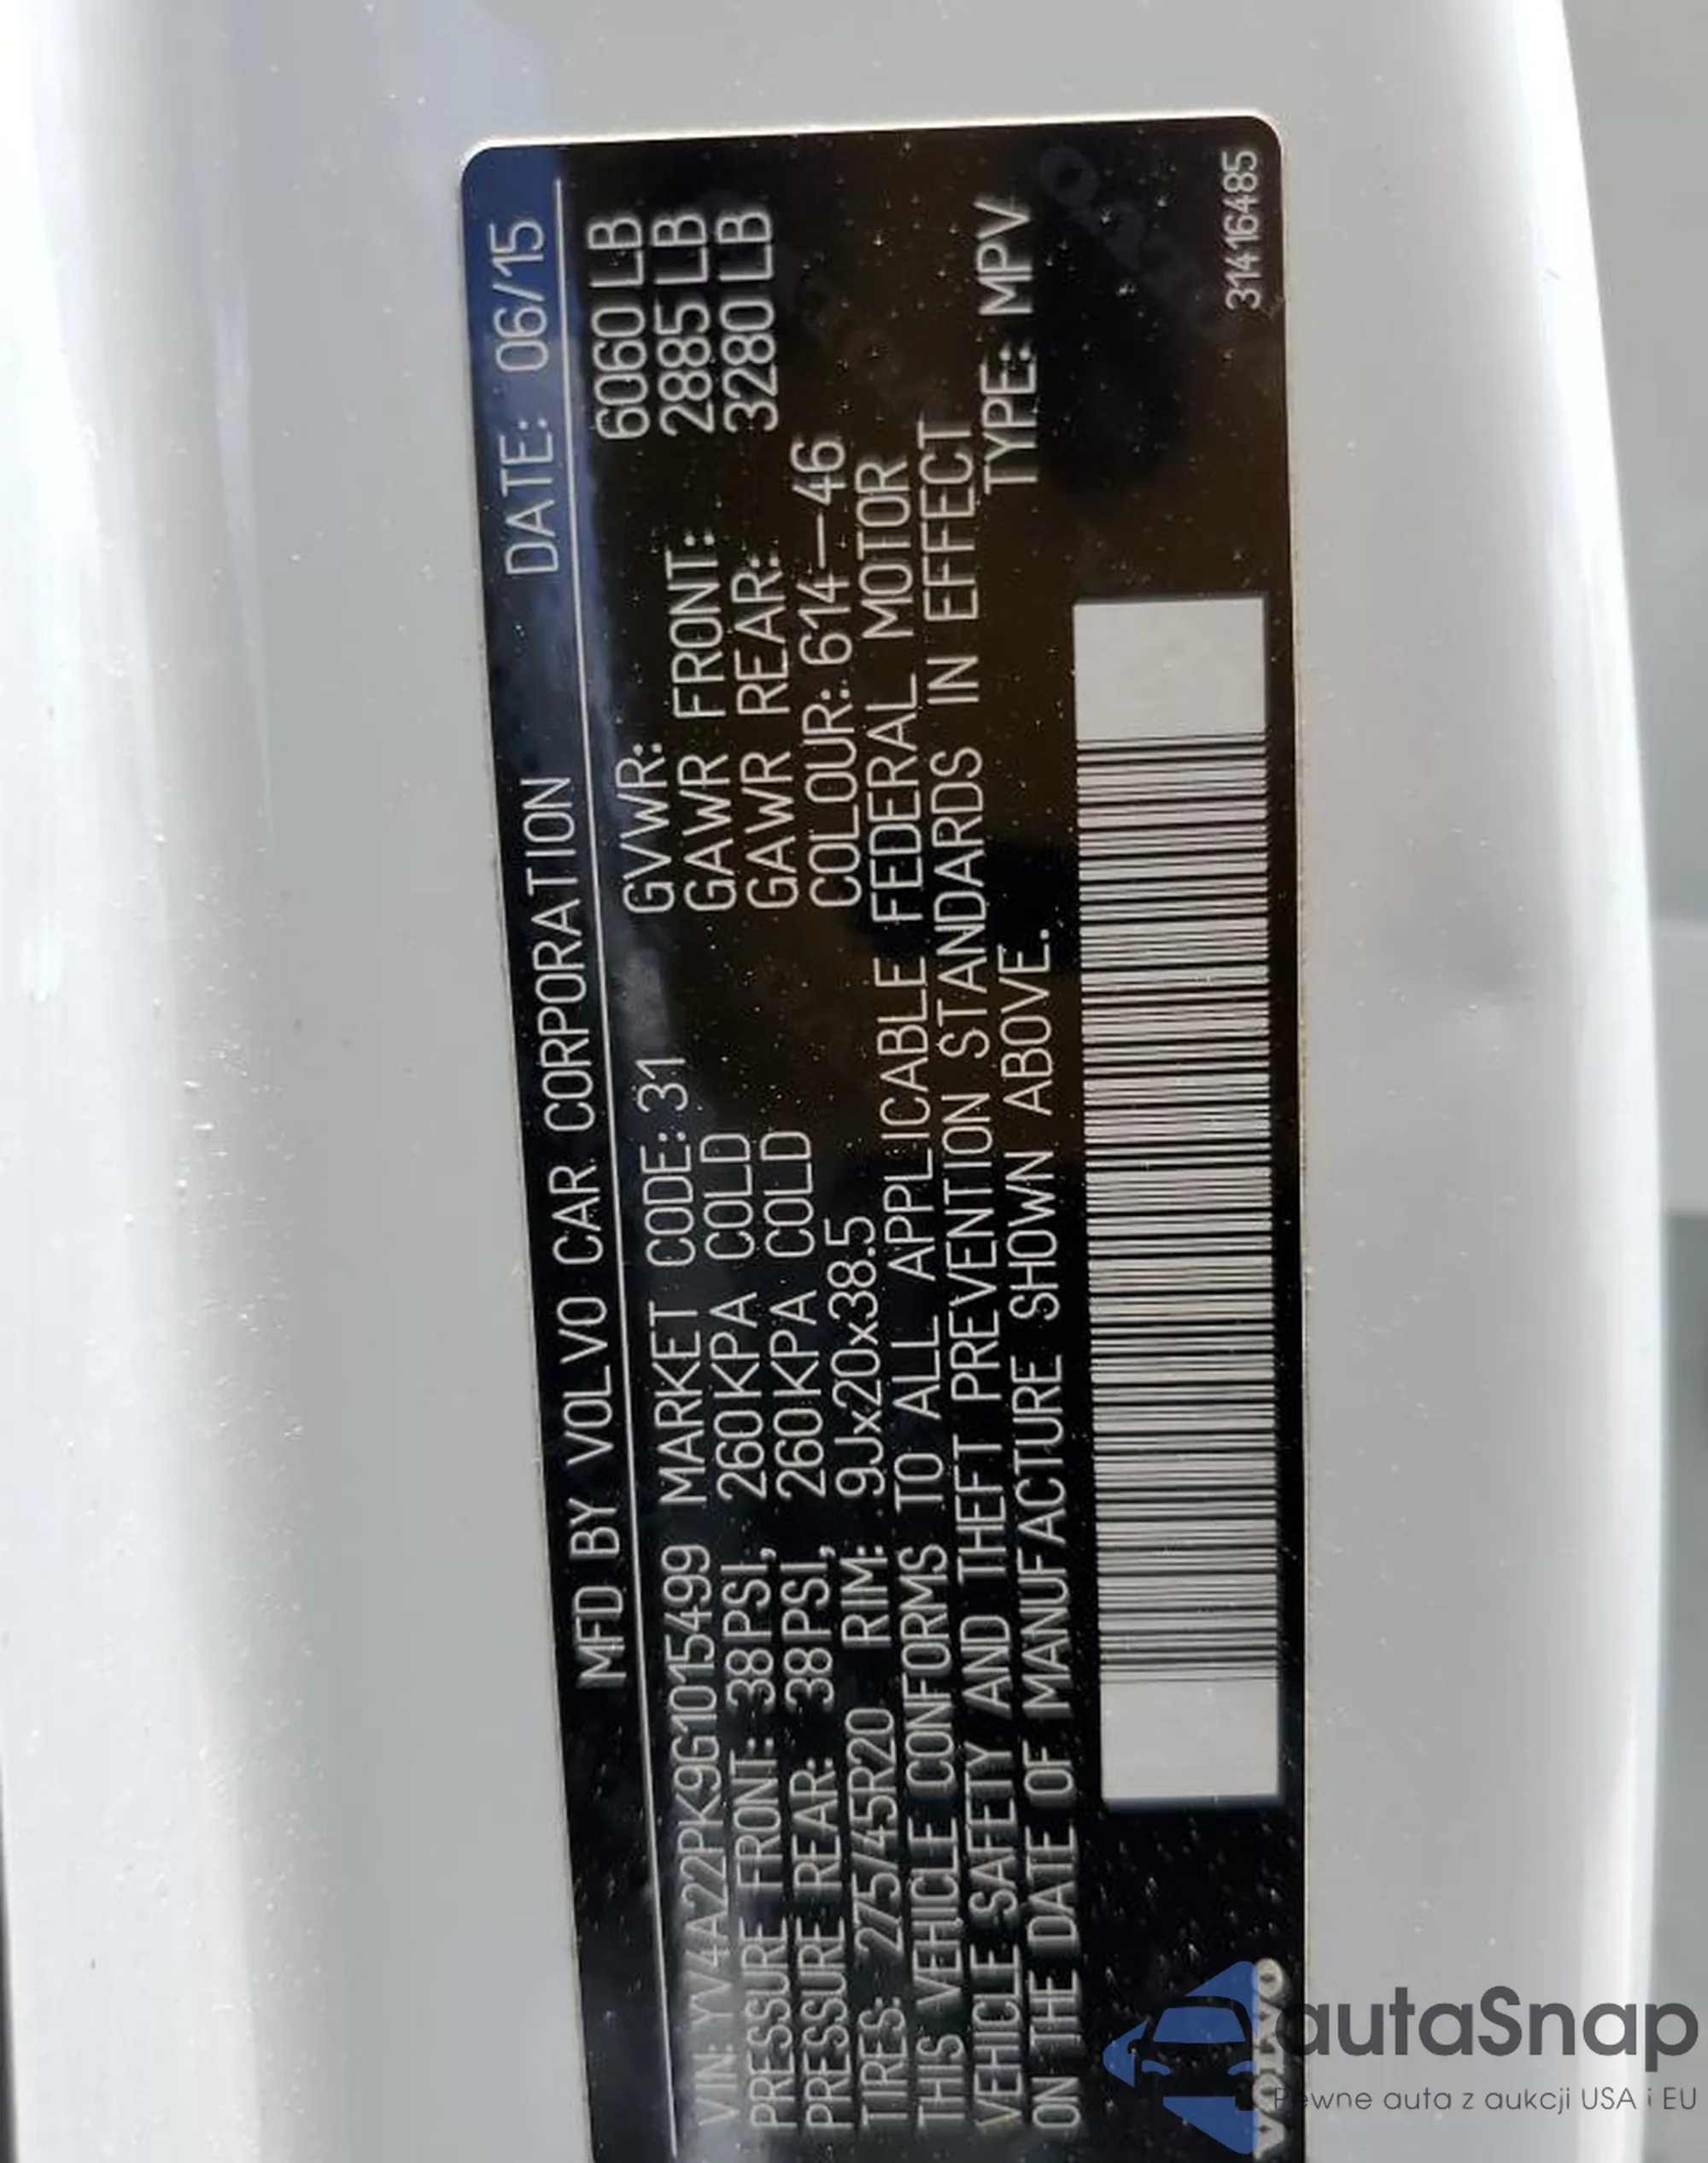 MFD BY VOLVO CAR CORPORATION DATE: 06/15
VIN: YV4A22PK9G1015499 MARKET CODE: 31 GVWR: 6060 LB
PRESSURE FRONT: 38 PSI, 260 KPA COLD GAWR FRONT: 2885 LB
PRESSURE REAR: 38 PSI, 260 KPA COLD GAWR REAR: 3280 LB
TIRES: 275/45R20 RIM: 9Jx20x38.5 COLOUR: 614-46
THIS VEHICLE CONFORMS TO ALL APPLICABLE FEDERAL MOTOR
VEHICLE SAFETY AND THEFT PREVENTION STANDARDS IN EFFECT
ON THE DATE OF MANUFACTURE SHOWN ABOVE. TYPE: MPV
VOLVO 31416485
autaSnap
Pewne auta z aukcji USA i EU